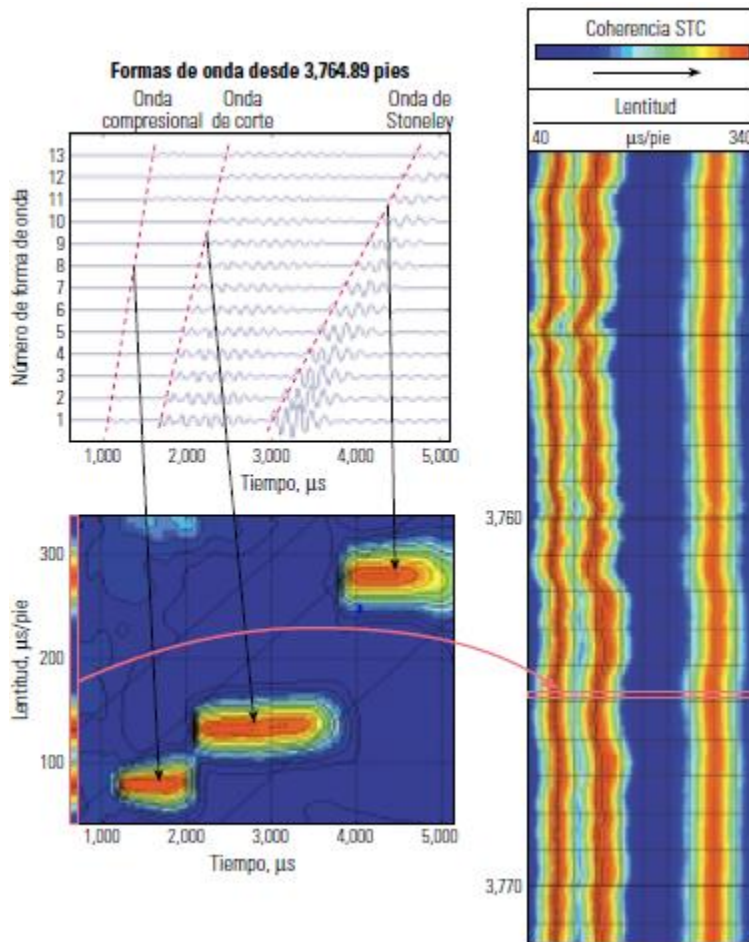 Formas de onda desde 3,764.89 pies
Onda compresional
Onda de corte
Onda de Stoneley
Número de forma de onda
13
12
11
10
9
8
7
6
5
4
3
2
1
1,000 2,000 3,000 4,000 5,000
Tiempo, µs
Lentitud, µs/pie
300
200
100
1,000 2,000 3,000 4,000 5,000
Tiempo, µs
Coherencia STC
Lentitud
40 µs/pie 340
3,760
3,770